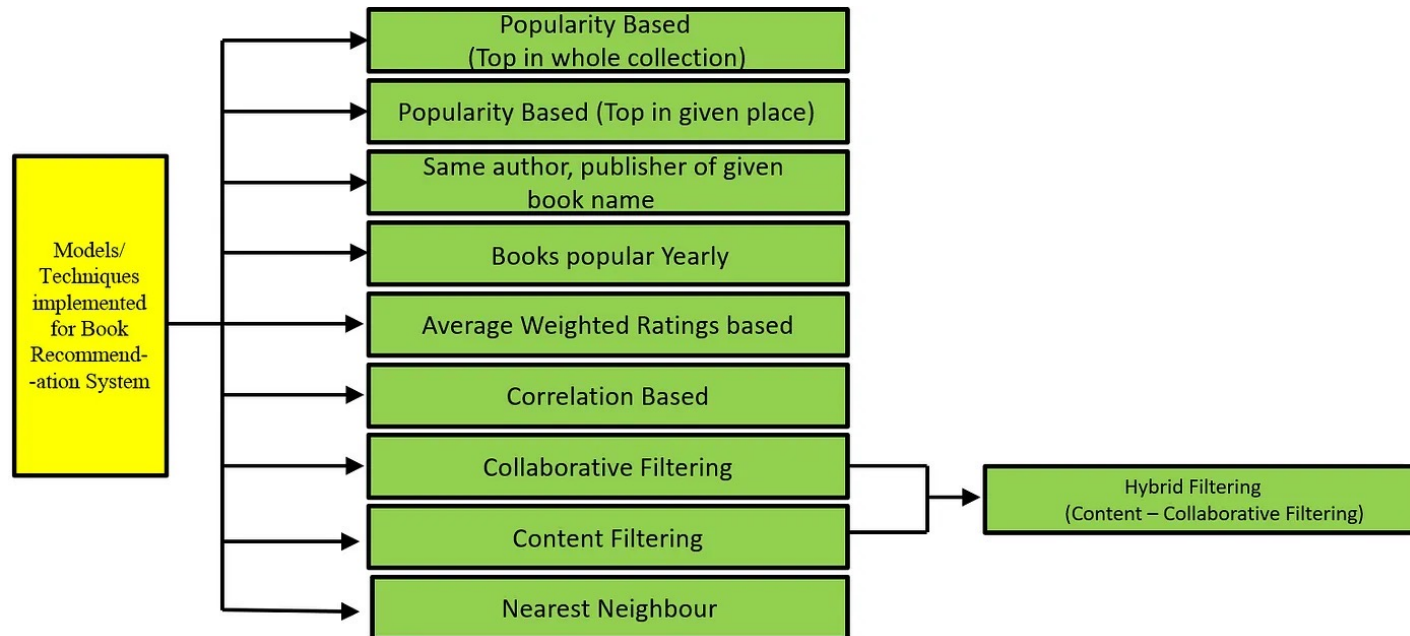 Models/
Techniques
implemented
for Book
Recommend-
-ation System
Popularity Based
(Top in whole collection)
Popularity Based (Top in given place)
Same author, publisher of given
book name
Books popular Yearly
Average Weighted Ratings based
Correlation Based
Collaborative Filtering
Content Filtering
Nearest Neighbour
Hybrid Filtering
(Content – Collaborative Filtering)